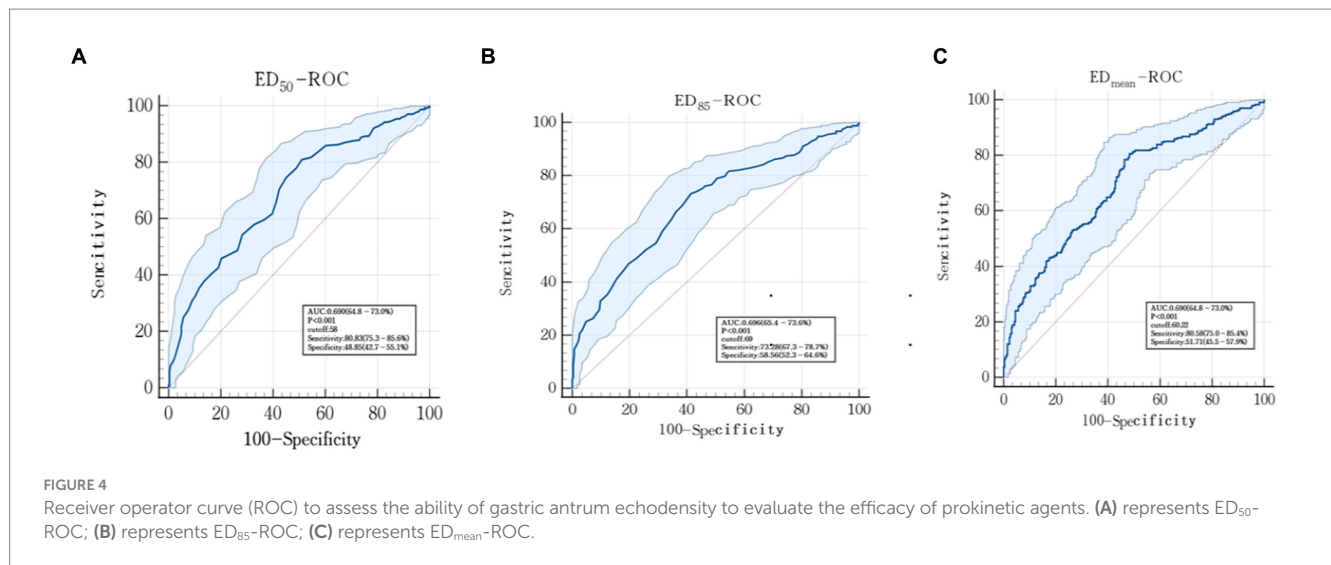 A
ED50-ROC
100
80
60
40
20
0
Sencitivity
0 20 40 60 80 100
100-Specificity
AUC:0.690(64.8 – 73.0%)
P<0.001
cutoff:58
Sensitivity:80.83(75.3 – 85.6%)
Specificity:48.85(42.7 – 55.1%)
B
ED85-ROC
100
80
60
40
20
0
Sencitivity
0 20 40 60 80 100
100-Specificity
AUC:0.696(65.4 – 73.6%)
P<0.001
cutoff:69
Sensitivity:73.28(67.3 – 78.7%)
Specificity:58.56(52.3 – 64.6%)
C
EDmean-ROC
100
80
60
40
20
0
Sencitivity
0 20 40 60 80 100
100-Specificity
AUC:0.690(64.8 – 73.0%)
P<0.001
cutoff:60.22
Sensitivity:80.58(75.0 – 85.4%)
Specificity:51.71(45.5 – 57.9%)
FIGURE 4
Receiver operator curve (ROC) to assess the ability of gastric antrum echodensity to evaluate the efficacy of prokinetic agents. (A) represents ED50-
ROC; (B) represents ED85-ROC; (C) represents EDmean-ROC.